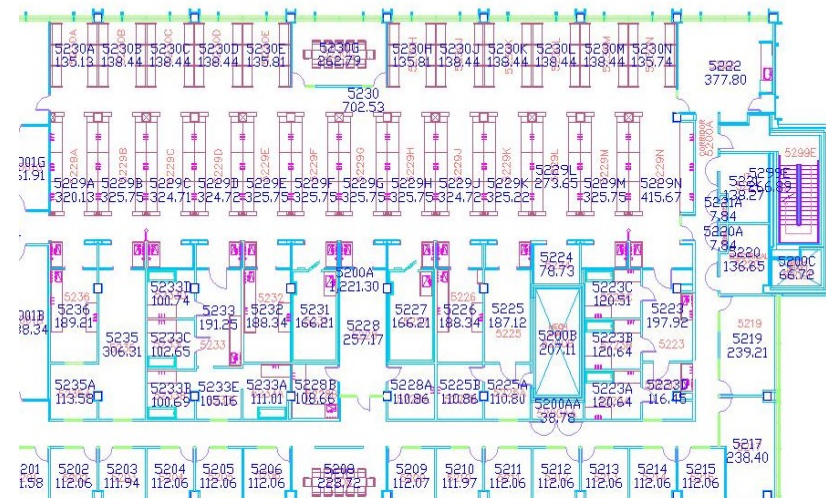 5230A 5230B 5230C 5230D 5230E 5230G 5230H 5230J 5230K 5230L 5230M 5230N 5222
135.13 138.44 138.44 138.44 135.81 262.79 135.81 138.44 138.44 138.44 138.44 135.74 377.80
5230
702.53
CORRIDOR
5200A
5229A 5229B 5229C 5229D 5229E 5229F 5229G 5229H 5229J 5229K 5229L 5229M 5229N
320.13 325.75 324.71 324.72 325.75 325.75 325.75 325.75 324.72 325.22 273.65 325.75 415.67
5299E
5299E
266.89
138.27
5221A
7.84
5220A
7.84
5220
136.65
5200C
66.72
5224
78.73
5200A
1,221.30
5233D
100.74
5223C
120.51
5236 5233 5232 5231 5227 5226 5225 5223
189.21 191.25 188.34 166.21 166.21 188.34 187.12 197.92
5235
306.31
5233C
102.65
5228
257.17
5200B
207.11
5223B
120.64
5219
5219
239.21
5235A 5233B 5233E 5233A 5228B 5228A 5225B 5225A 5223A 5223D
113.58 100.69 105.16 111.01 108.66 110.86 110.86 110.80 120.64 116.45
5200AA
38.78
5217
238.40
5202 5203 5204 5205 5206 5208 5209 5210 5211 5212 5213 5214 5215
112.06 111.94 112.06 112.06 112.06 228.72 112.07 111.97 112.06 112.06 112.06 112.06 112.06